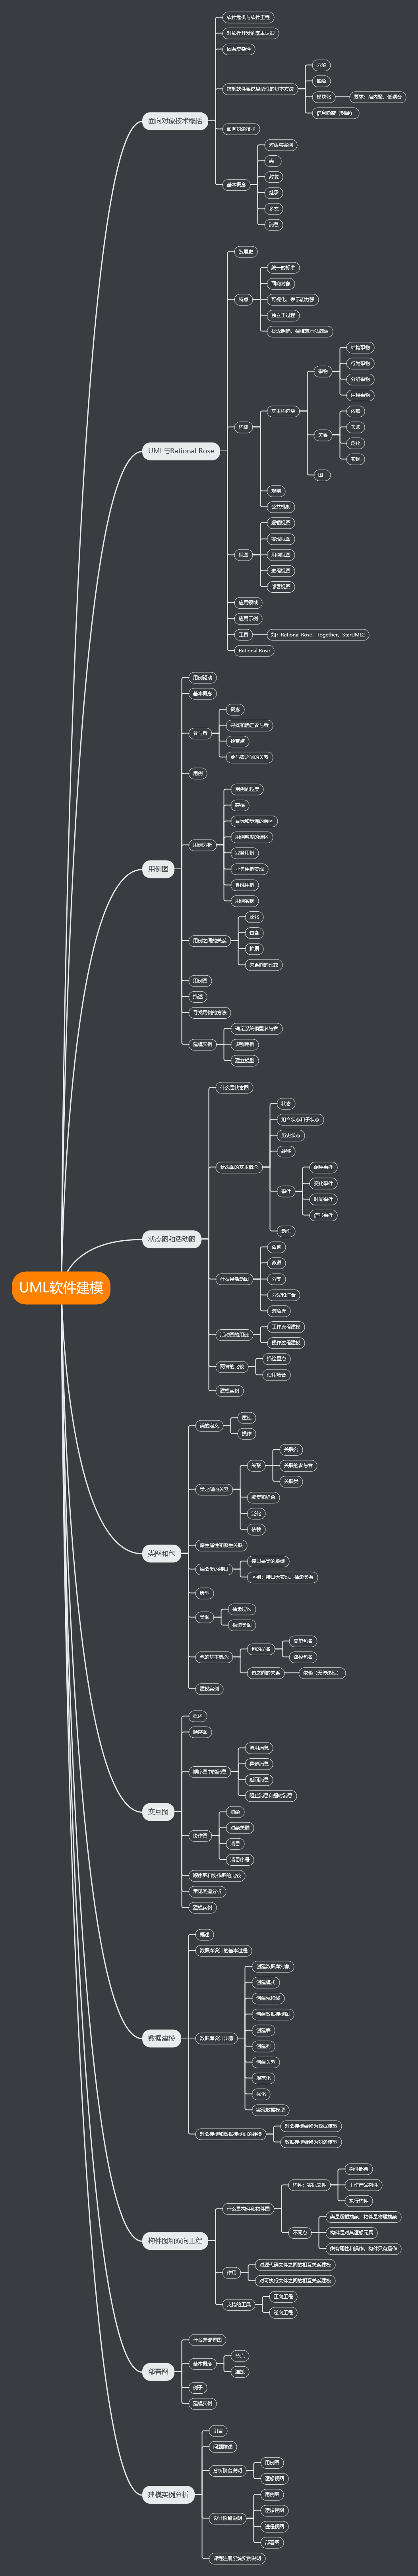 UML软件建模
面向对象技术概括
软件危机与软件工程
对软件开发的基本认识
固有复杂性
控制软件系统复杂性的基本方法
分解
抽象
模块化
要求：高内聚、低耦合
信息隐蔽（封装）
面向对象技术
基本概念
对象与实例
类
封装
继承
多态
消息
UML与Rational Rose
发展史
特点
统一的标准
面向对象
可视化、表示能力强
独立于过程
概念明确，建模表示法简洁
构成
基本构造块
事物
结构事物
行为事物
分组事物
注释事物
关系
依赖
关联
泛化
实现
图
规则
公共机制
视图
逻辑视图
实现视图
用例视图
进程视图
部署视图
应用领域
应用示例
工具
如：Rational Rose、Together、StarUML2
Rational Rose
用例图
用例驱动
基本概念
参与者
概念
寻找和确定参与者
检查点
参与者之间的关系
用例
用例分析
用例的粒度
获得
目标和步骤的误区
用例粒度的误区
业务用例
业务用例实现
系统用例
用例实现
用例之间的关系
泛化
包含
扩展
关系间的比较
用例图
描述
寻找用例的方法
建模实例
确定系统模型参与者
识别用例
建立模型
状态图和活动图
什么是状态图
状态图的基本概念
状态
组合状态和子状态
历史状态
转移
事件
调用事件
变化事件
时间事件
信号事件
动作
什么是活动图
活动
泳道
分支
分叉和汇合
对象流
活动图的用途
工作流程建模
操作过程建模
两者的比较
描绘重点
使用场合
建模实例
类图和包
类的定义
属性
操作
类之间的关系
关联
关联名
关联的参与者
关联类
聚集和组合
泛化
依赖
派生属性和派生关联
抽象类的接口
接口是类的版型
区别：接口无实现、抽象类有
版型
类图
抽象层次
构造类图
包的基本概念
包的命名
简单包名
路径包名
包之间的关系
依赖（无传递性）
建模实例
交互图
概述
顺序图
顺序图中的消息
调用消息
异步消息
返回消息
阻止消息和超时消息
协作图
对象
对象关联
消息
消息序号
顺序图和协作图的比较
常见问题分析
建模实例
数据建模
概述
数据库设计的基本过程
数据库设计步骤
创建数据库对象
创建模式
创建包和域
创建数据模型图
创建表
创建列
创建关系
规范化
优化
实现数据模型
对象模型和数据模型间的转换
对象模型转换为数据模型
数据模型转换为对象模型
构件图和双向工程
什么是构件和构件图
构件：实际文件
构件部署
工作产品构件
执行构件
不同点
类是逻辑抽象，构件是物理抽象
构件是对其逻辑元素
类有属性和操作，构件只有操作
作用
对源代码文件之间的相互关系建模
对可执行文件之间的相互关系建模
支持的工具
正向工程
逆向工程
部署图
什么是部署图
基本概念
节点
连接
例子
建模实例
建模实例分析
引言
问题陈述
分析阶段说明
用例图
逻辑视图
设计阶段说明
用例图
逻辑视图
进程视图
部署图
课程注册系统实例说明